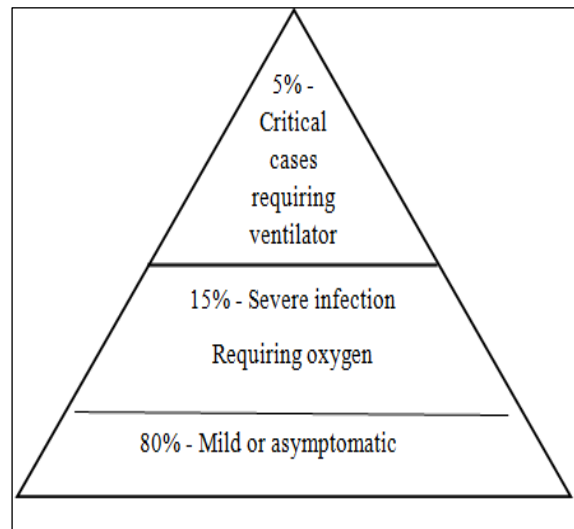 5% -
Critical
cases
requiring
ventilator
15% - Severe infection
Requiring oxygen
80% - Mild or asymptomatic